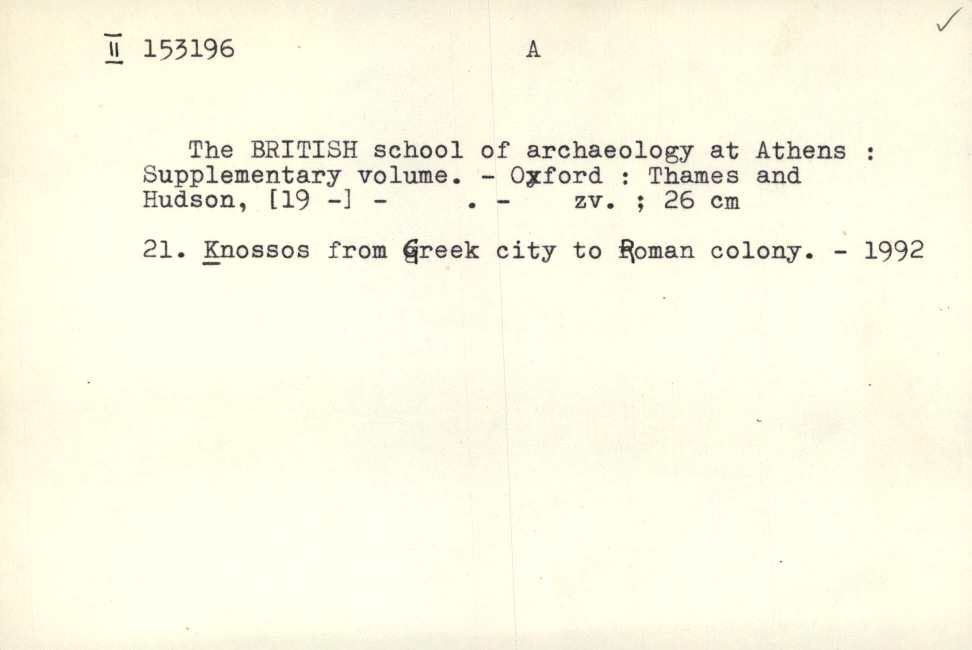 II 153196 A
The BRITISH school of archaeology at Athens :
Supplementary volume. - Oxford : Thames and
Hudson, [19 -] - . - zv. ; 26 cm
21. Knossos from Greek city to Roman colony. - 1992